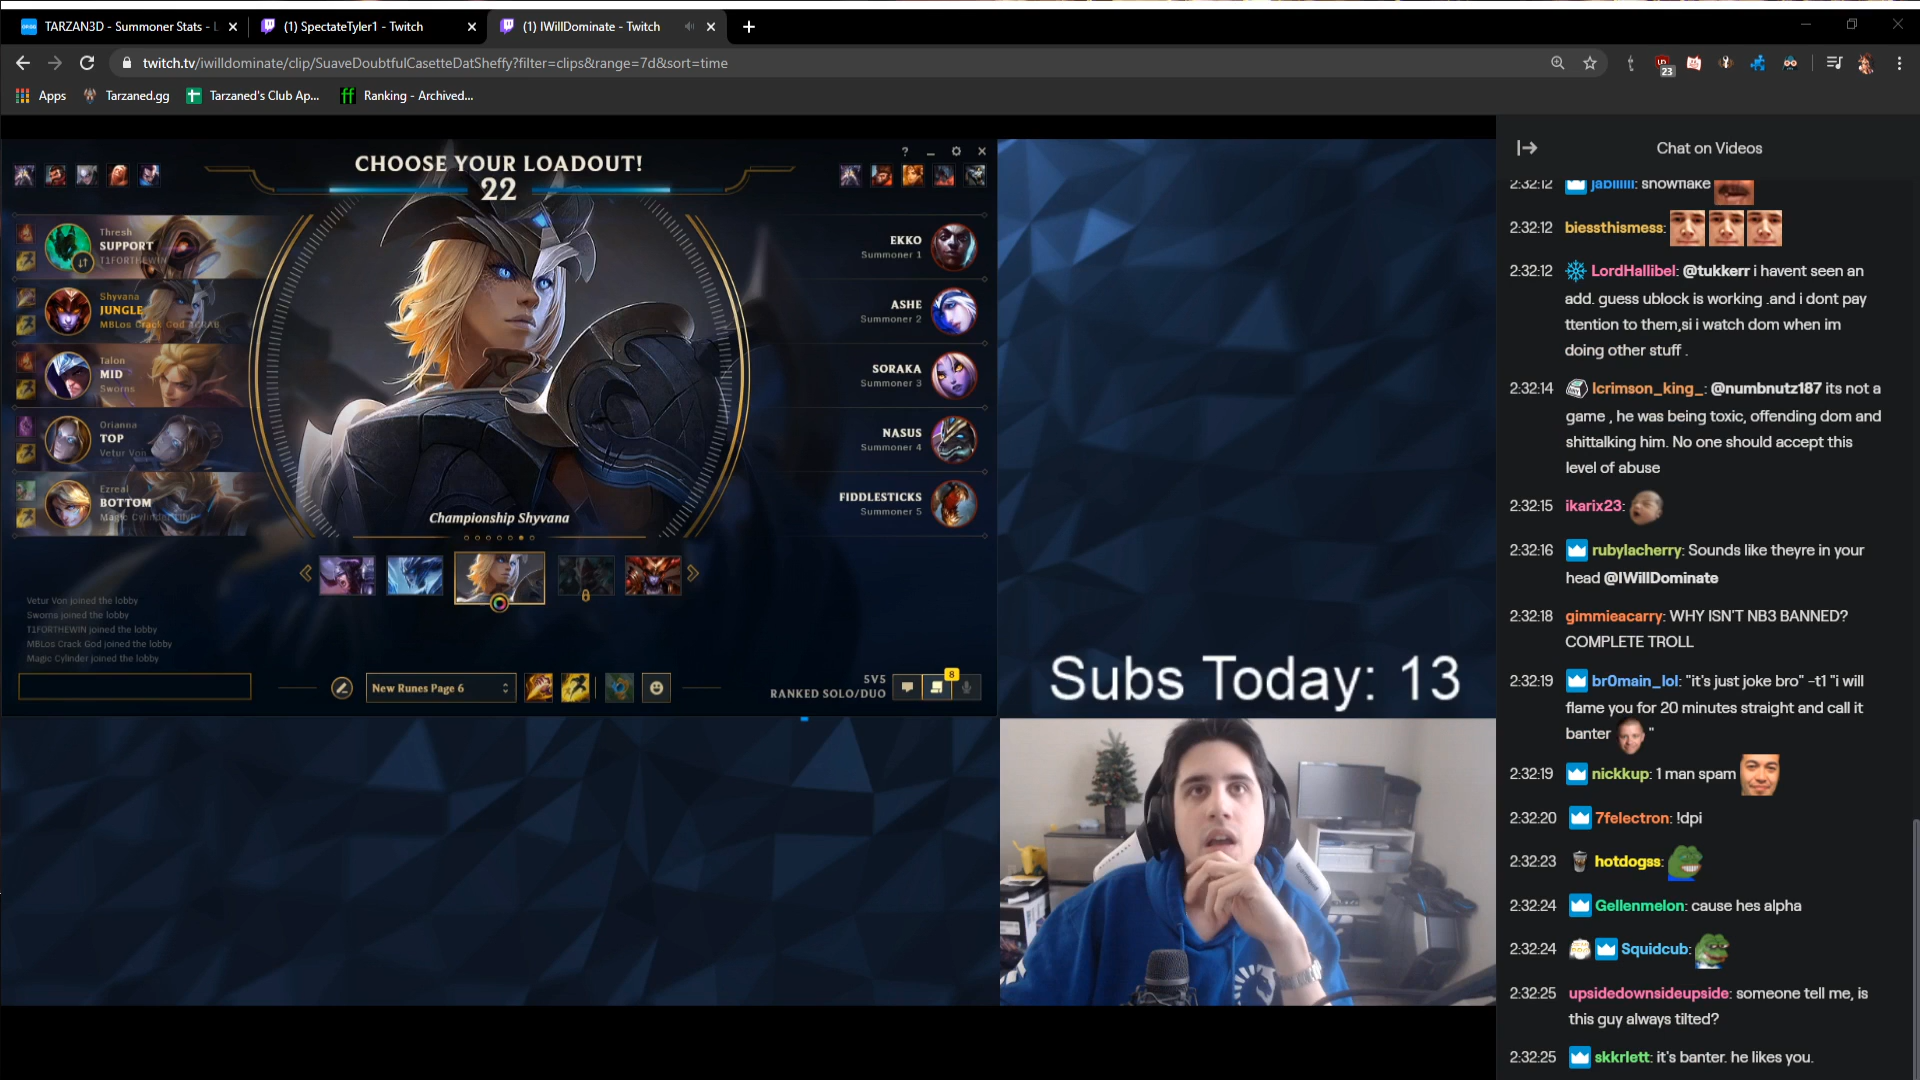 TARZAN3D - Summoner Stats - L
(1) SpectateTyler1 - Twitch
(1) IWillDominate - Twitch
twitch.tv/iwilldominate/clip/SuaveDoubtfulCasetteDatSheffy?filter=clips&range=7d&sort=time
23
Apps
Tarzaned.gg
Tarzaned's Club Ap...
Ranking - Archived...
CHOOSE YOUR LOADOUT!
22
Thresh
SUPPORT
T1FORTHEWIN
Shyvana
JUNGLE
MBLos Crack God
Talon
MID
Sworns
Orianna
TOP
Vetur Von
Ezreal
BOTTOM
Magic Cylinder
EKKO
Summoner 1
ASHE
Summoner 2
SORAKA
Summoner 3
NASUS
Summoner 4
FIDDLESTICKS
Summoner 5
Championship Shyvana
Vetur Von joined the lobby
Sworns joined the lobby
T1FORTHEWIN joined the lobby
MBLos Crack God joined the lobby
Magic Cylinder joined the lobby
New Runes Page 6
5V5
RANKED SOLO/DUO
8
Subs Today: 13
Chat on Videos
2:32:12 jabiiiiii: snowflake
2:32:12 biessthismess:
2:32:12 LordHallibel: @tukkerr i havent seen an
add. guess ublock is working .and i dont pay
ttention to them,si i watch dom when im
doing other stuff .
2:32:14 lcrimson_king_: @numbnutz187 its not a
game , he was being toxic, offending dom and
shittalking him. No one should accept this
level of abuse
2:32:15 ikarix23:
2:32:16 rubylacherry: Sounds like theyre in your
head @IWillDominate
2:32:18 gimmieacarry: WHY ISN'T NB3 BANNED?
COMPLETE TROLL
2:32:19 br0main_lol: "it's just joke bro" -t1 "i will
flame you for 20 minutes straight and call it
banter "
2:32:19 nickkup: 1 man spam
2:32:20 7felectron: !dpi
2:32:23 hotdogss:
2:32:24 Gellenmelon: cause hes alpha
2:32:24 Squidcub:
2:32:25 upsidedownsideupside: someone tell me, is
this guy always tilted?
2:32:25 skkrlett: it's banter. he likes you.